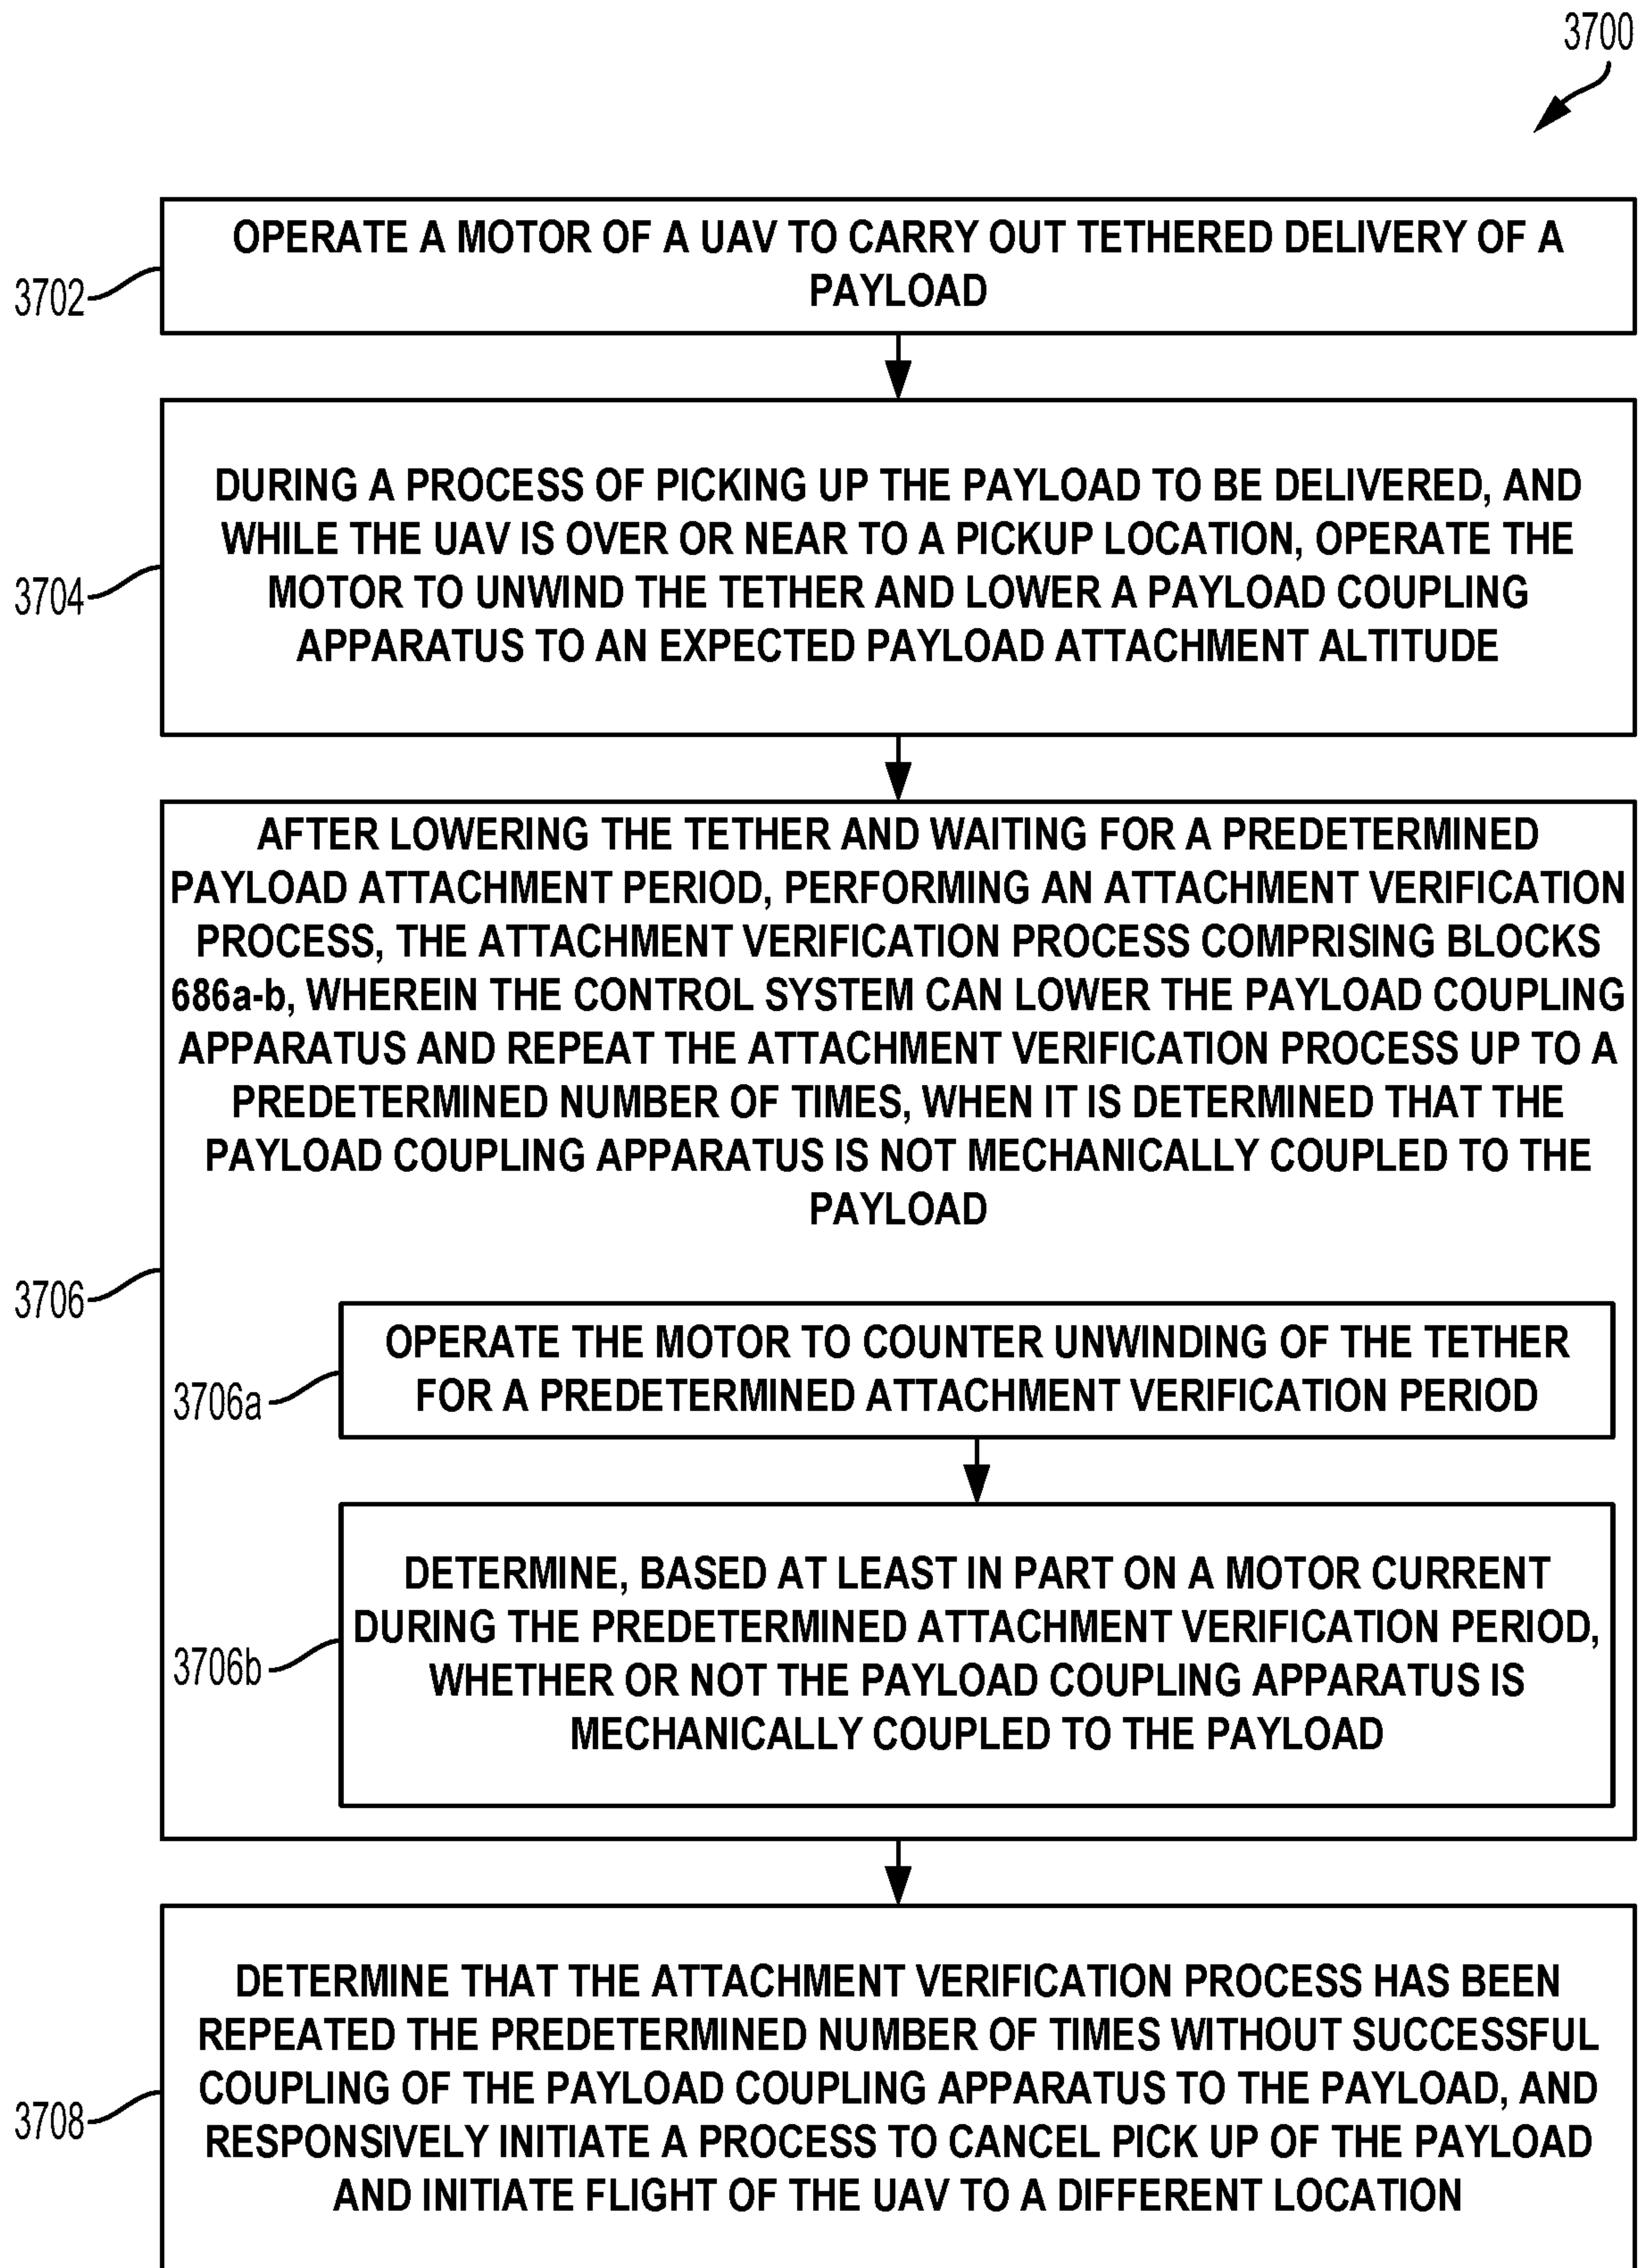 3700
OPERATE A MOTOR OF A UAV TO CARRY OUT TETHERED DELIVERY OF A
PAYLOAD
3702
DURING A PROCESS OF PICKING UP THE PAYLOAD TO BE DELIVERED, AND
WHILE THE UAV IS OVER OR NEAR TO A PICKUP LOCATION, OPERATE THE
MOTOR TO UNWIND THE TETHER AND LOWER A PAYLOAD COUPLING
APPARATUS TO AN EXPECTED PAYLOAD ATTACHMENT ALTITUDE
3704
AFTER LOWERING THE TETHER AND WAITING FOR A PREDETERMINED
PAYLOAD ATTACHMENT PERIOD, PERFORMING AN ATTACHMENT VERIFICATION
PROCESS, THE ATTACHMENT VERIFICATION PROCESS COMPRISING BLOCKS
686a-b, WHEREIN THE CONTROL SYSTEM CAN LOWER THE PAYLOAD COUPLING
APPARATUS AND REPEAT THE ATTACHMENT VERIFICATION PROCESS UP TO A
PREDETERMINED NUMBER OF TIMES, WHEN IT IS DETERMINED THAT THE
PAYLOAD COUPLING APPARATUS IS NOT MECHANICALLY COUPLED TO THE
PAYLOAD
3706
OPERATE THE MOTOR TO COUNTER UNWINDING OF THE TETHER
FOR A PREDETERMINED ATTACHMENT VERIFICATION PERIOD
3706a
DETERMINE, BASED AT LEAST IN PART ON A MOTOR CURRENT
DURING THE PREDETERMINED ATTACHMENT VERIFICATION PERIOD,
WHETHER OR NOT THE PAYLOAD COUPLING APPARATUS IS
MECHANICALLY COUPLED TO THE PAYLOAD
3706b
DETERMINE THAT THE ATTACHMENT VERIFICATION PROCESS HAS BEEN
REPEATED THE PREDETERMINED NUMBER OF TIMES WITHOUT SUCCESSFUL
COUPLING OF THE PAYLOAD COUPLING APPARATUS TO THE PAYLOAD, AND
RESPONSIVELY INITIATE A PROCESS TO CANCEL PICK UP OF THE PAYLOAD
AND INITIATE FLIGHT OF THE UAV TO A DIFFERENT LOCATION
3708